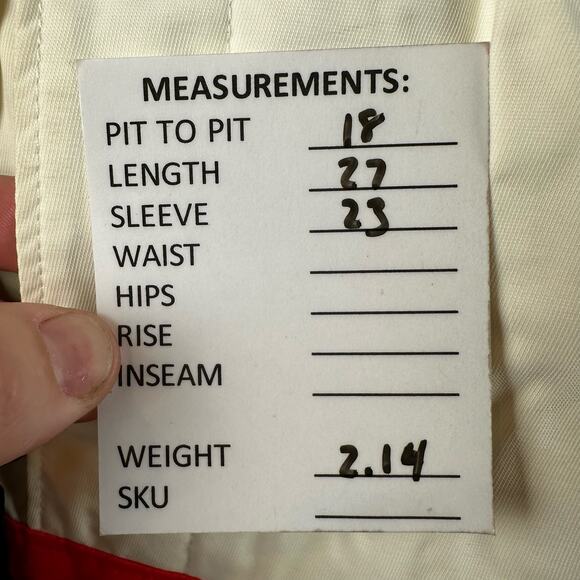 MEASUREMENTS:
PIT TO PIT 18
LENGTH 27
SLEEVE 23
WAIST
HIPS
RISE
INSEAM
WEIGHT 2.14
SKU